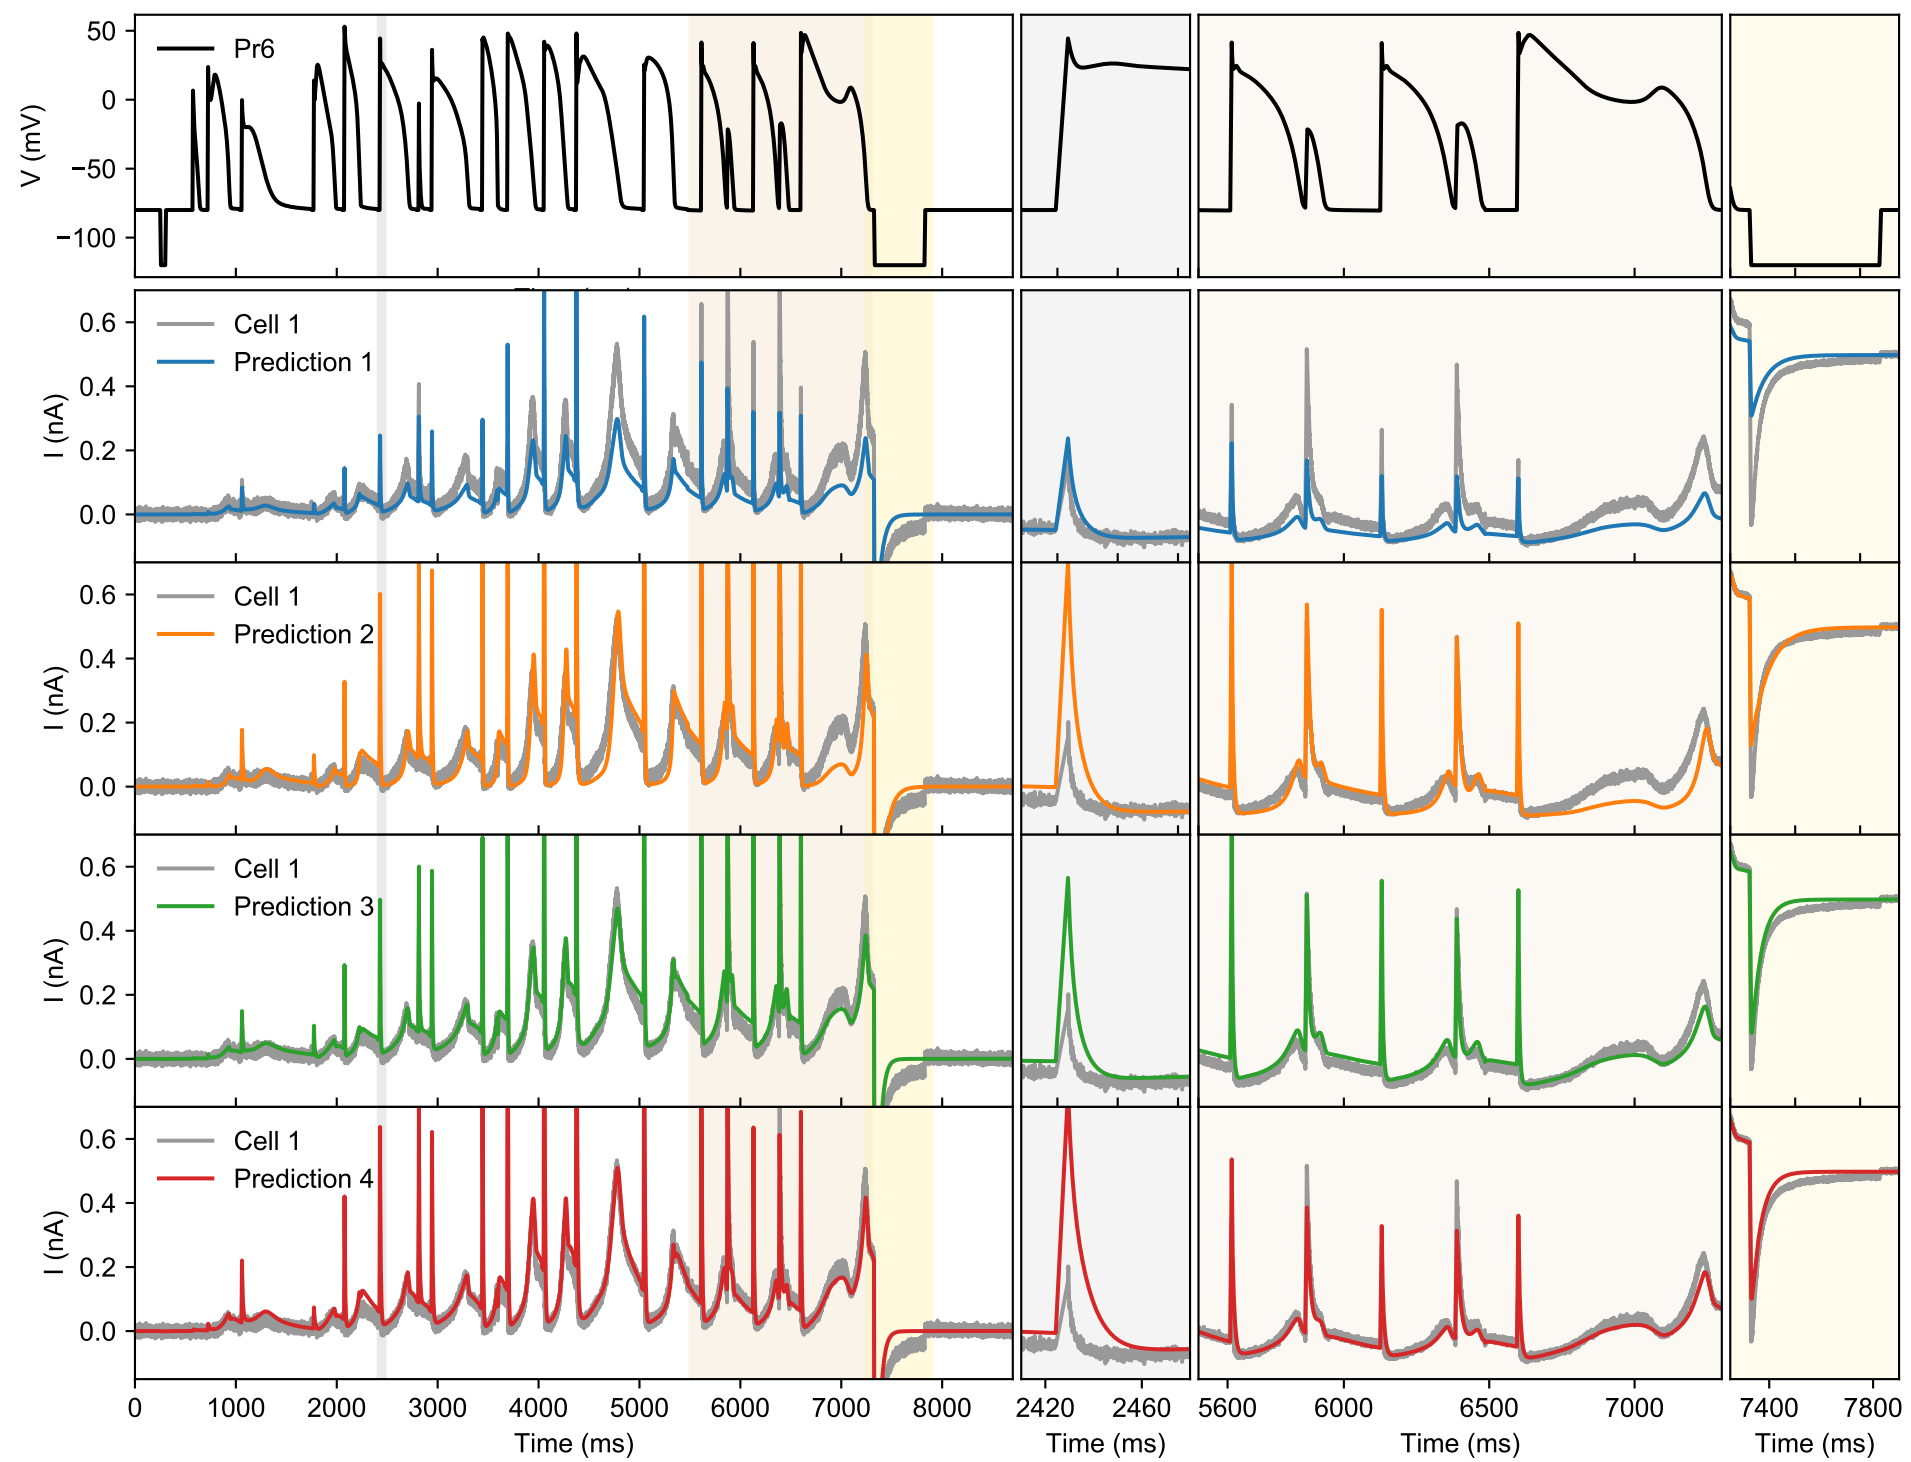 50
0
−50
−100
V (mV)
Pr6
0.6
0.4
0.2
0.0
I (nA)
Cell 1
Prediction 1
0.6
0.4
0.2
0.0
I (nA)
Cell 1
Prediction 2
0.6
0.4
0.2
0.0
I (nA)
Cell 1
Prediction 3
0.6
0.4
0.2
0.0
I (nA)
Cell 1
Prediction 4
0 1000 2000 3000 4000 5000 6000 7000 8000
2420 2460
5600 6000 6500 7000
7400 7800
Time (ms) Time (ms) Time (ms) Time (ms)